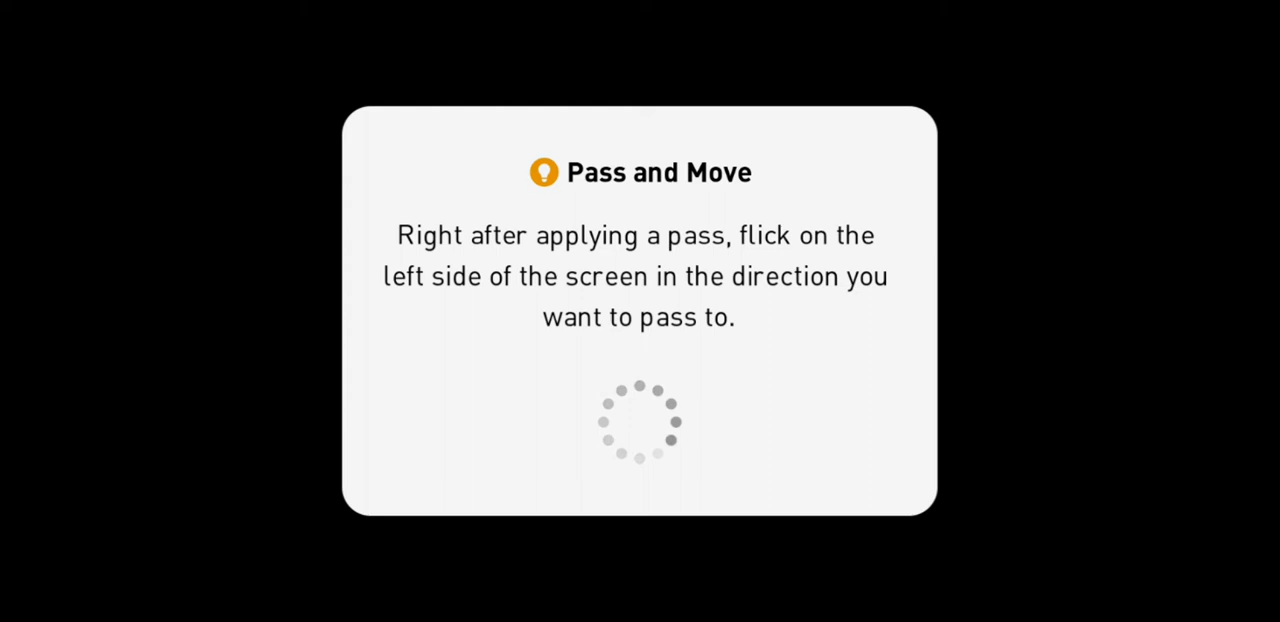 Pass and Move
Right after applying a pass, flick on the
left side of the screen in the direction you
want to pass to.